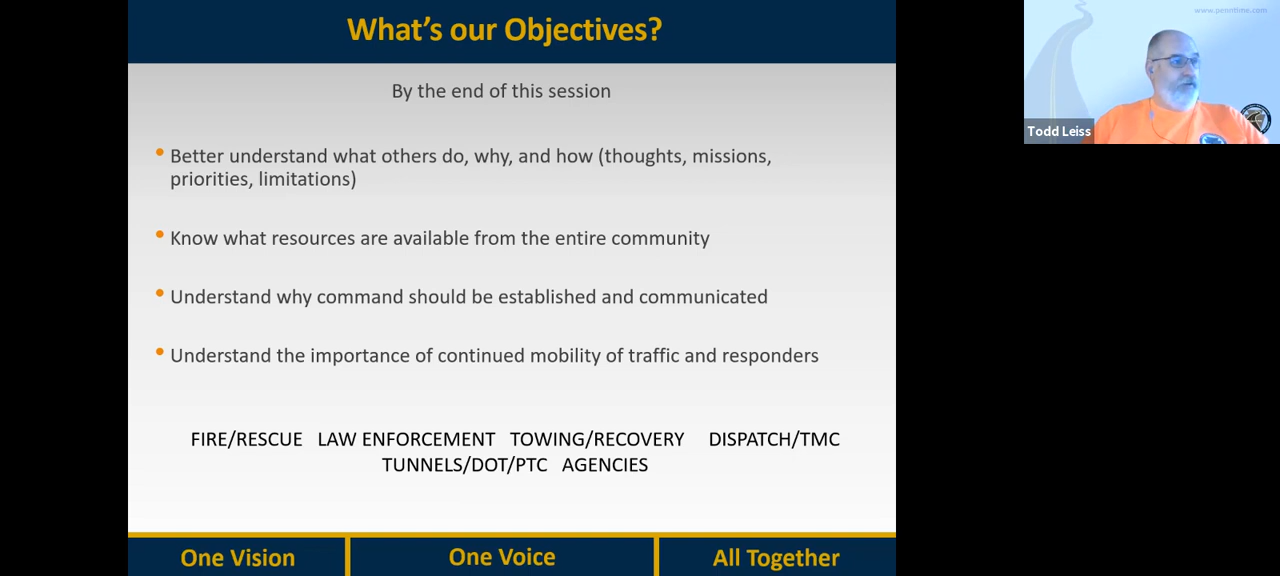 What's our Objectives?
By the end of this session
• Better understand what others do, why, and how (thoughts, missions,
priorities, limitations)
• Know what resources are available from the entire community
• Understand why command should be established and communicated
• Understand the importance of continued mobility of traffic and responders
FIRE/RESCUE LAW ENFORCEMENT TOWING/RECOVERY DISPATCH/TMC
TUNNELS/DOT/PTC AGENCIES
One Vision
One Voice
All Together
www.penntime.com
Todd Leiss